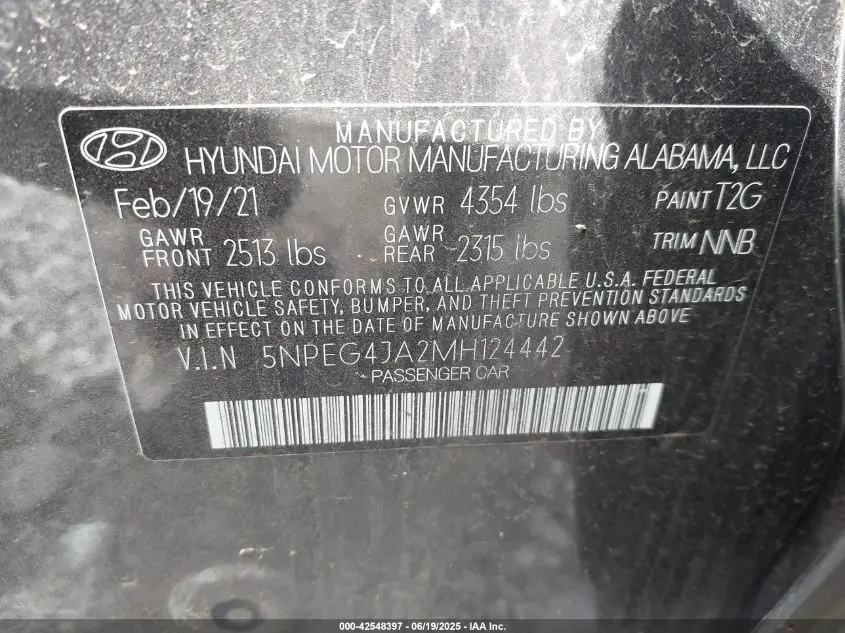 MANUFACTURED BY
HYUNDAI MOTOR MANUFACTURING ALABAMA, LLC
Feb/19/21 GVWR 4354 lbs PAINT T2G
GAWR FRONT 2513 lbs GAWR REAR 2315 lbs TRIM NNB
THIS VEHICLE CONFORMS TO ALL APPLICABLE U.S.A. FEDERAL
MOTOR VEHICLE SAFETY, BUMPER, AND THEFT PREVENTION STANDARDS
IN EFFECT ON THE DATE OF MANUFACTURE SHOWN ABOVE
V.I.N 5NPEG4JA2MH124442
PASSENGER CAR
000-42548397 - 06/19/2025 - IAA Inc.